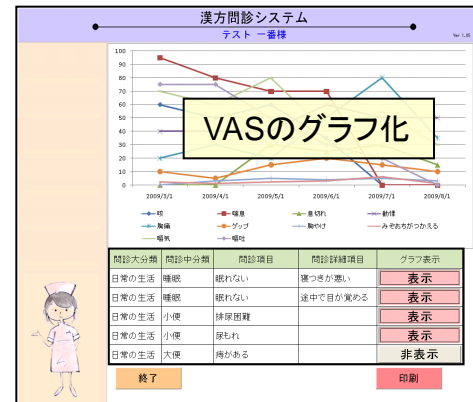 漢方問診システム
テスト 一番様
Ver 1.05
100
90
80
70
60
50
40
30
20
10
0
VASのグラフ化
2009/3/1 2009/4/1 2009/5/1 2009/6/1 2009/7/1 2009/8/1
咳 喘息 息切れ 動悸
胸痛 ゲップ 胸やけ みぞおちがつかえる
嘔気 嘔吐
問診大分類 問診中分類 問診項目 問診詳細項目 グラフ表示
日常の生活 睡眠 眠れない 寝つきが悪い 表示
日常の生活 睡眠 眠れない 途中で目が覚める 表示
日常の生活 小便 排尿困難 表示
日常の生活 小便 尿もれ 表示
日常の生活 大便 痔がある 非表示
終了 印刷